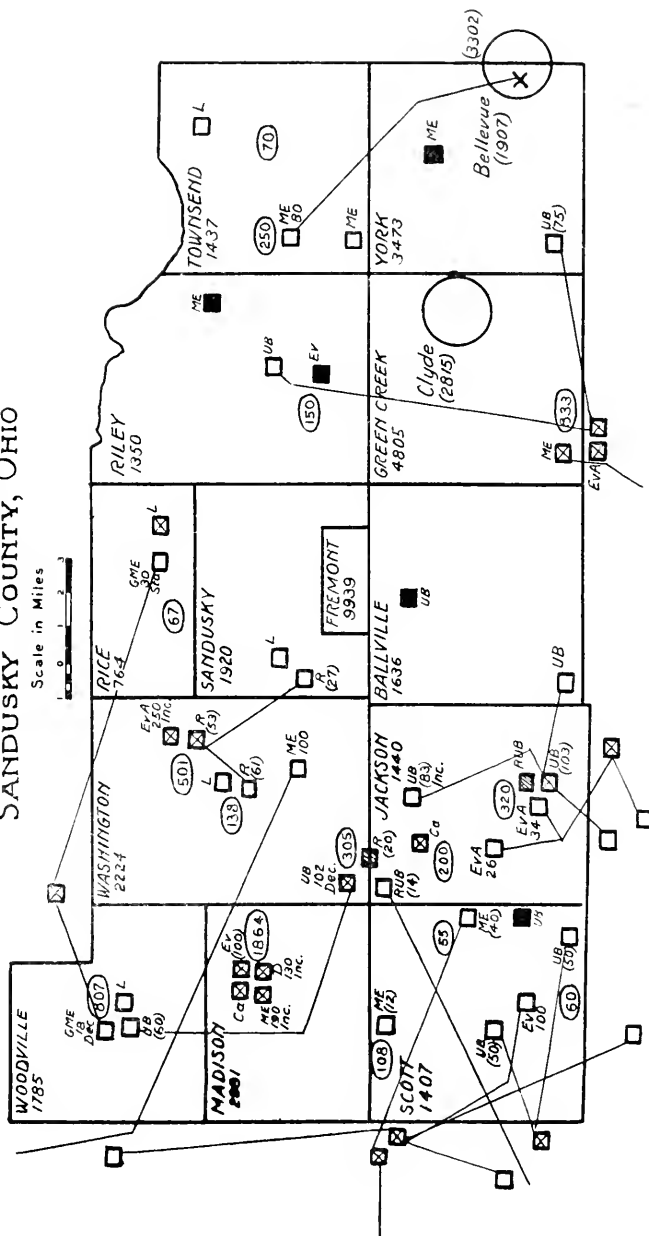 SANDUSKY COUNTY, OHIO
Scale in Miles
1 0 1 2 3
WOODVILLE
1785
GME
18
Dec.
807
L
UB
(60)
MADISON
Ev
(100)
1864
Ca
D
130
Inc.
ME
190
Inc.
SCOTT
1407
108
ME
(12)
55
ME
(40)
UB
UB
(50)
Ev
100
UB
(50)
60
WASHINGTON
2224
EvA
250
Inc.
501
R
(53)
L
138
R
(61)
ME
100
UB
102
Dec.
305
R
(20)
JACKSON
1440
RUB
(14)
UB
(83)
Inc.
Ca
200
EvA
26
320
RUB
EvA
34
UB
(103)
RICE
764
GME
30
Sta.
L
67
SANDUSKY
1920
L
R
(27)
FREMONT
9939
BALLVILLE
1636
UB
UB
RILEY
1350
ME
UB
EV
150
GREEN CREEK
4805
Clyde
(2815)
ME
833
EvA
TOWNSEND
1437
L
70
250
ME
80
ME
YORK
3473
ME
Bellevue
(1907)
(3302)
X
UB
(75)